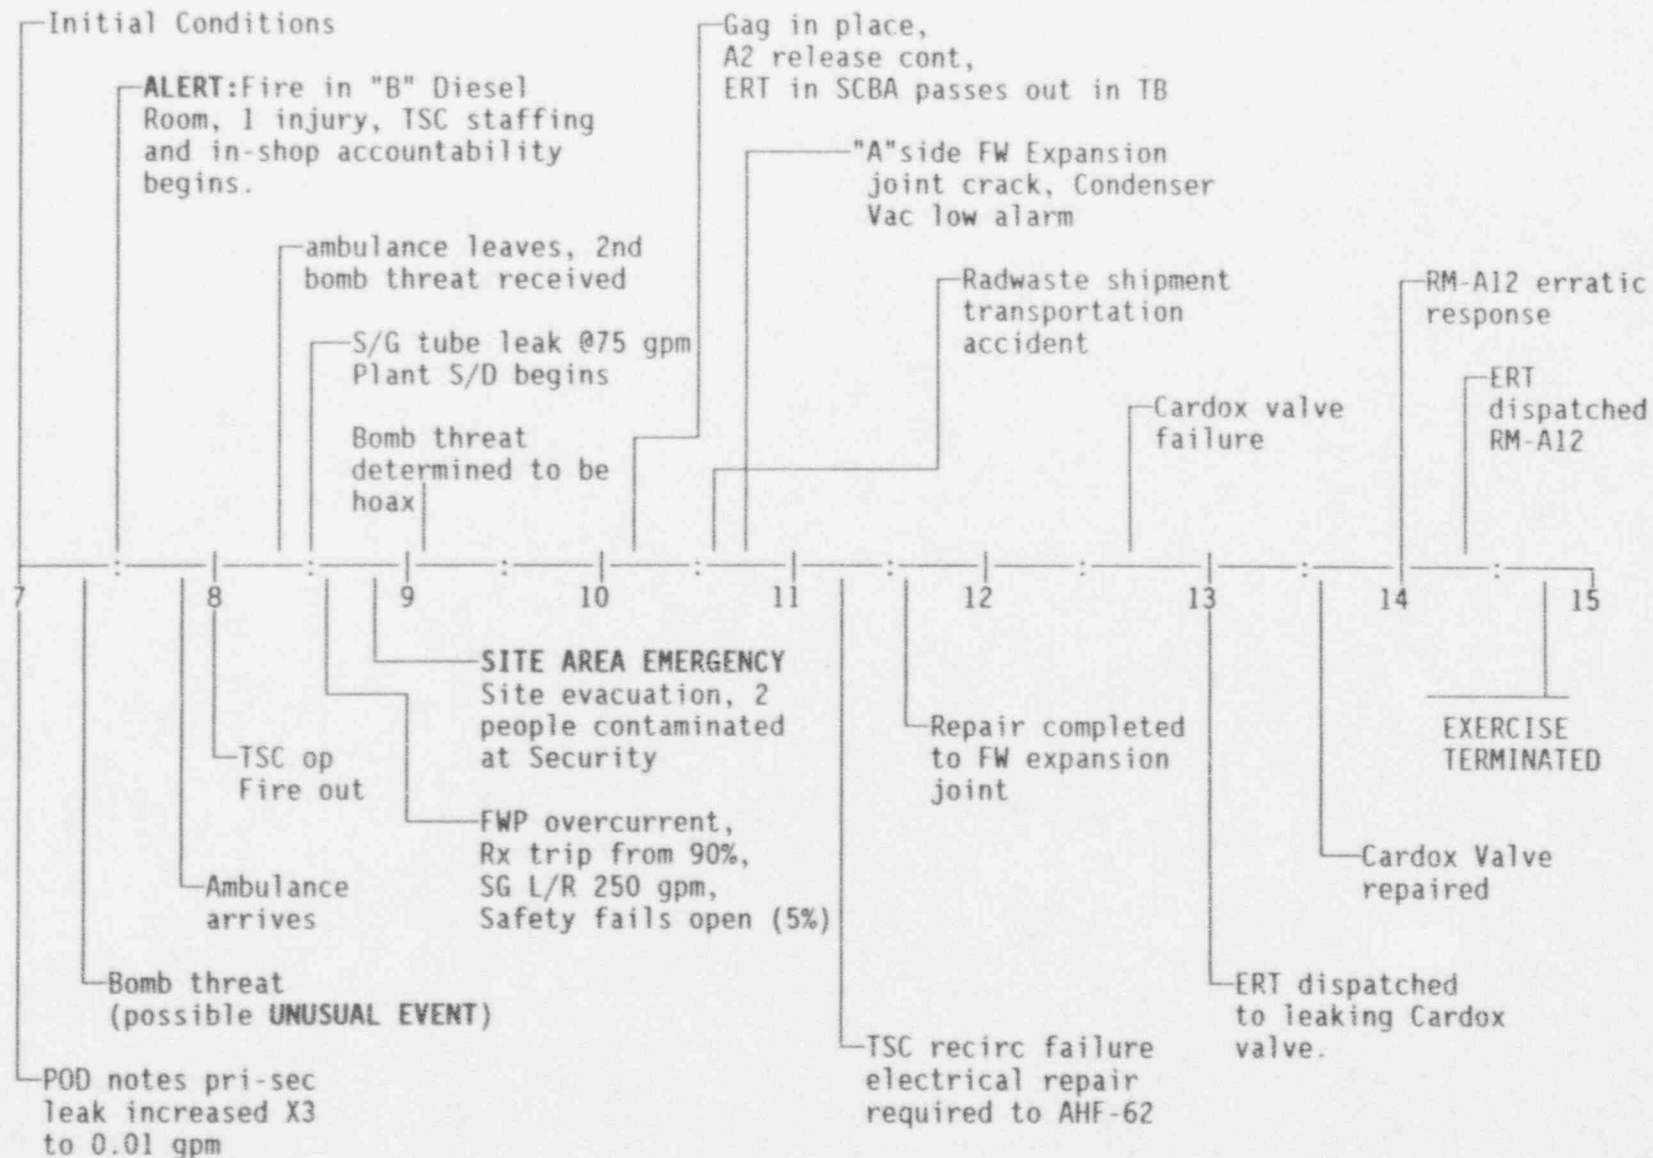 Initial Conditions
ALERT:Fire in "B" Diesel
Room, 1 injury, TSC staffing
and in-shop accountability
begins.
ambulance leaves, 2nd
bomb threat received
S/G tube leak @75 gpm
Plant S/D begins
Bomb threat
determined to be
hoax
Gag in place,
A2 release cont,
ERT in SCBA passes out in TB
"A"side FW Expansion
joint crack, Condenser
Vac low alarm
Radwaste shipment
transportation
accident
Cardox valve
failure
RM-A12 erratic
response
ERT
dispatched
RM-A12
7 8 9 10 11 12 13 14 15
SITE AREA EMERGENCY
Site evacuation, 2
people contaminated
at Security
TSC op
Fire out
FWP overcurrent,
Rx trip from 90%,
SG L/R 250 gpm,
Safety fails open (5%)
Ambulance
arrives
Bomb threat
(possible UNUSUAL EVENT)
POD notes pri-sec
leak increased X3
to 0.01 gpm
Repair completed
to FW expansion
joint
TSC recirc failure
electrical repair
required to AHF-62
EXERCISE
TERMINATED
Cardox Valve
repaired
ERT dispatched
to leaking Cardox
valve.